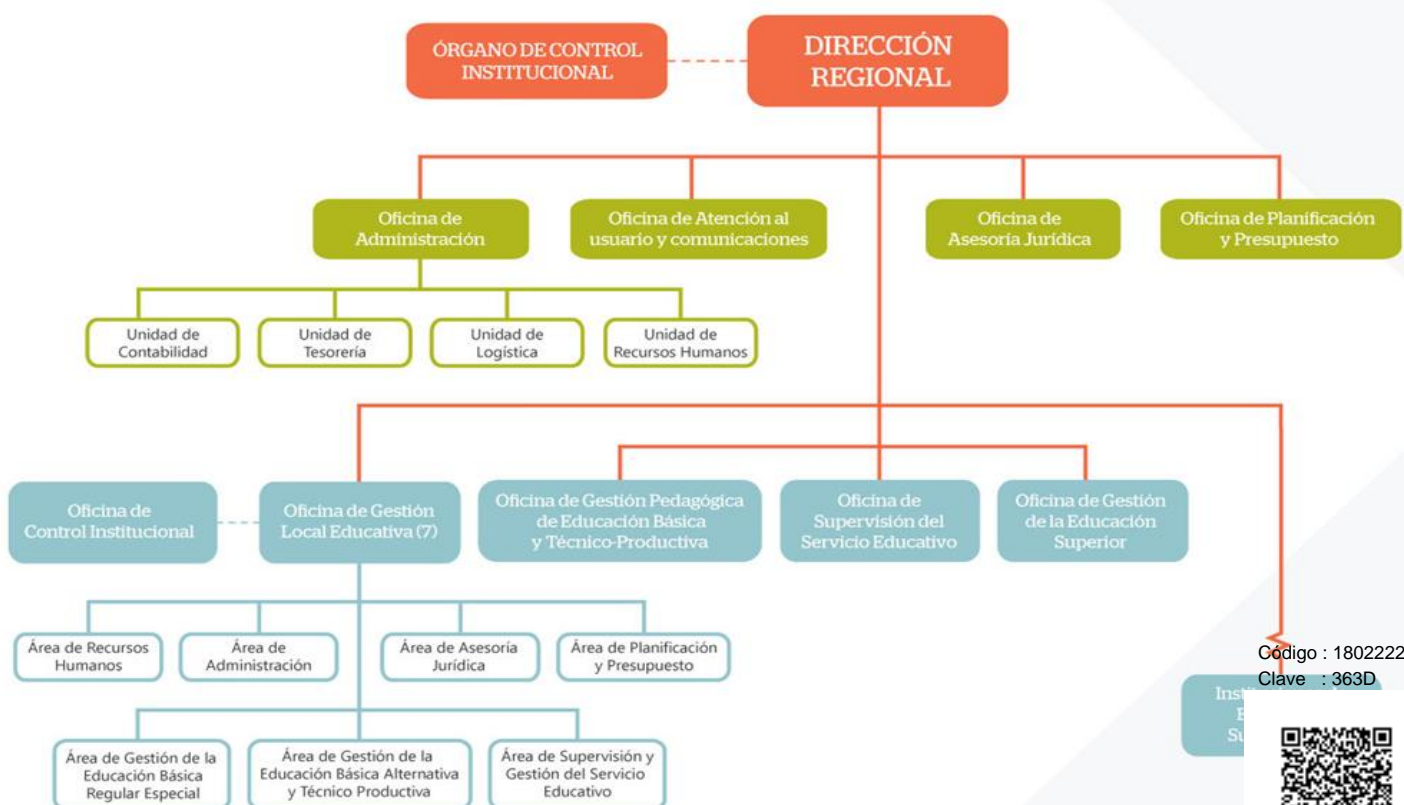 ÓRGANO DE CONTROL
INSTITUCIONAL
DIRECCIÓN
REGIONAL
Oficina de
Administración
Oficina de Atención al
usuario y comunicaciones
Oficina de
Asesoría Jurídica
Oficina de Planificación
y Presupuesto
Unidad de
Contabilidad
Unidad de
Tesorería
Unidad de
Logística
Unidad de
Recursos Humanos
Oficina de
Control Institucional
Oficina de Gestión
Local Educativa (7)
Oficina de Gestión Pedagógica
de Educación Básica
y Técnico-Productiva
Oficina de
Supervisión del
Servicio Educativo
Oficina de Gestión
de la Educación
Superior
Área de Recursos
Humanos
Área de
Administración
Área de Asesoría
Jurídica
Área de Planificación
y Presupuesto
Código : 1802222
Clave : 363D
Área de Gestión de la
Educación Básica
Regular Especial
Área de Gestión de la
Educación Básica Alternativa
y Técnico Productiva
Área de Supervisión y
Gestión del Servicio
Educativo